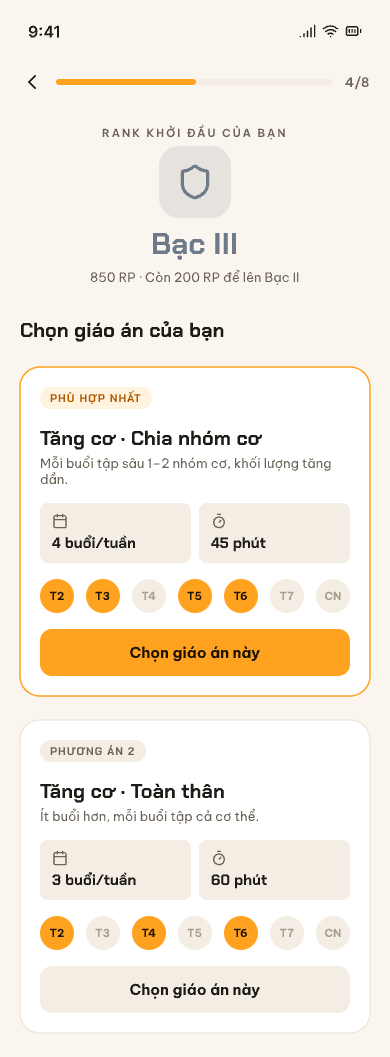 9:41
4/8
RANK KHỞI ĐẦU CỦA BẠN
Bạc III
850 RP · Còn 200 RP để lên Bạc II
Chọn giáo án của bạn
PHÙ HỢP NHẤT
Tăng cơ · Chia nhóm cơ
Mỗi buổi tập sâu 1–2 nhóm cơ, khối lượng tăng
dần.
4 buổi/tuần
45 phút
T2 T3 T4 T5 T6 T7 CN
Chọn giáo án này
PHƯƠNG ÁN 2
Tăng cơ · Toàn thân
Ít buổi hơn, mỗi buổi tập cả cơ thể.
3 buổi/tuần
60 phút
T2 T3 T4 T5 T6 T7 CN
Chọn giáo án này